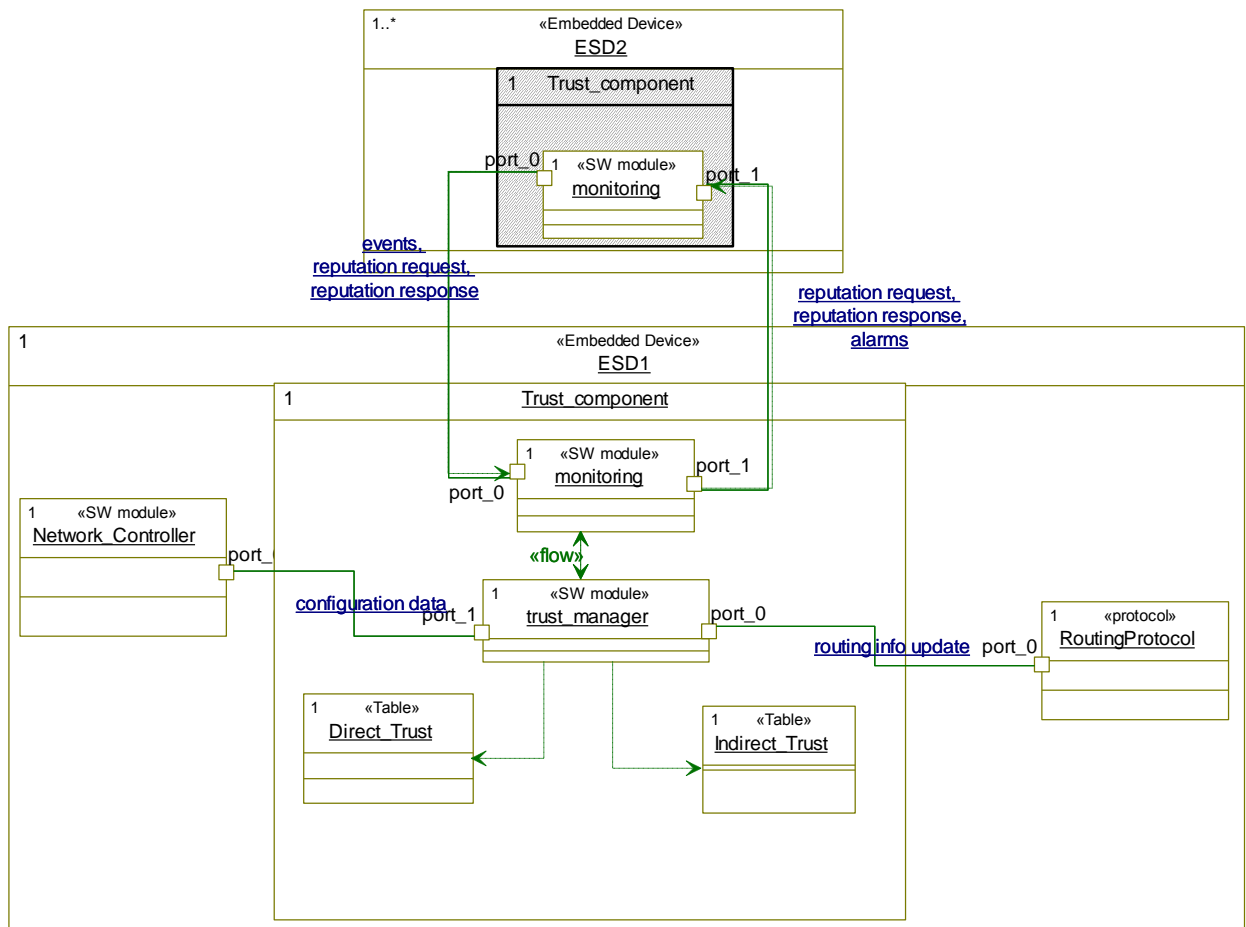 1..*
«Embedded Device»
ESD2
1
Trust_component
port_0
1
«SW module»
monitoring
port_1
events,
reputation request,
reputation response
reputation request,
reputation response,
alarms
1
«Embedded Device»
ESD1
1
Trust_component
1
«SW module»
monitoring
port_0
port_1
«flow»
1
«SW module»
Network_Controller
port_0
configuration data
port_1
1
«SW module»
trust_manager
port_0
routing info update
port_0
1
«protocol»
RoutingProtocol
1
«Table»
Direct_Trust
1
«Table»
Indirect_Trust